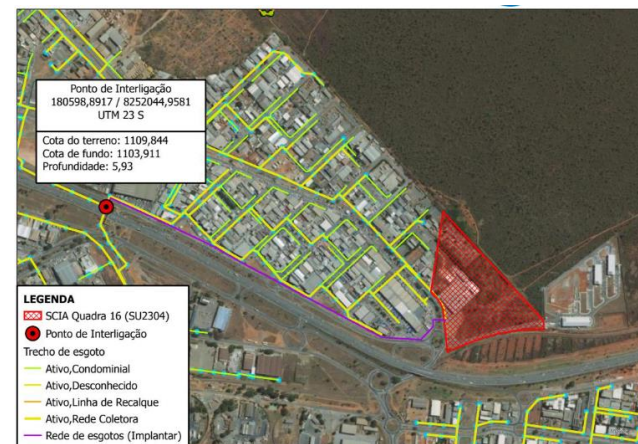 Ponto de Interligação
180598,8917 / 8252044,9581
UTM 23 S
Cota do terreno: 1109,844
Cota de fundo: 1103,911
Profundidade: 5,93
LEGENDA
SCIA Quadra 16 (SU2304)
Ponto de Interligação
Trecho de esgoto
Ativo,Condominial
Ativo,Desconhecido
Ativo,Linha de Recalque
Ativo,Rede Coletora
Rede de esgotos (Implantar)